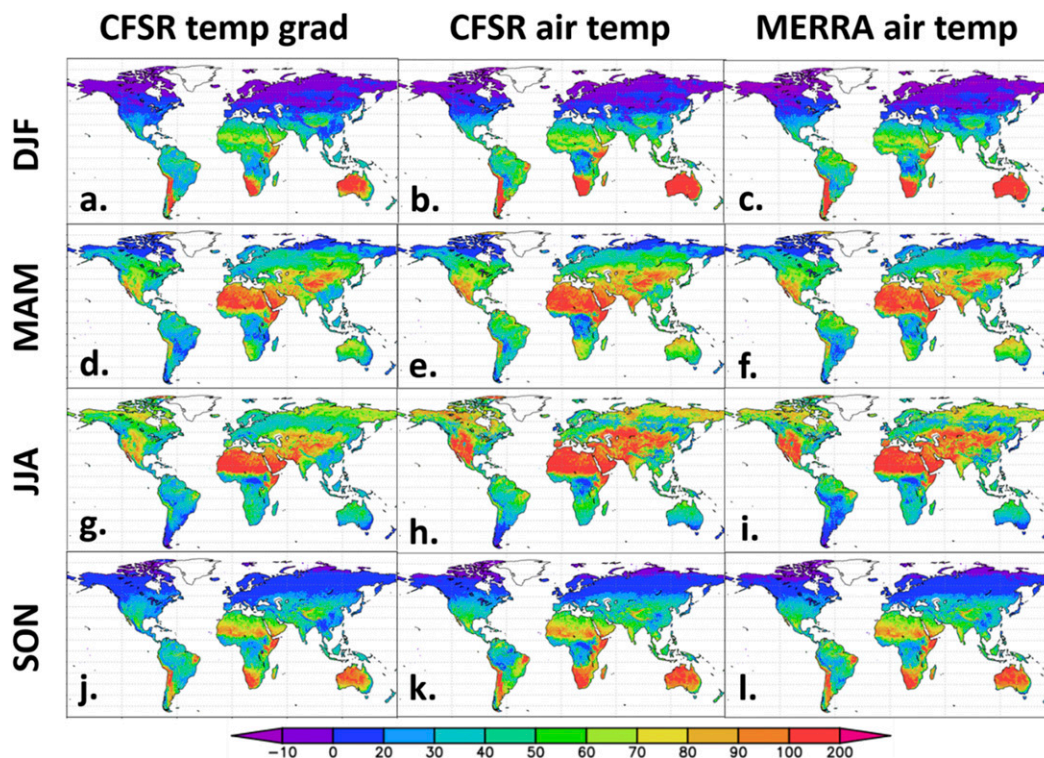 CFSR temp grad CFSR air temp MERRA air temp
DJF
a. b. c.
MAM
d. e. f.
JJA
g. h. i.
SON
j. k. l.
−10 0 20 30 40 50 60 70 80 90 100 200